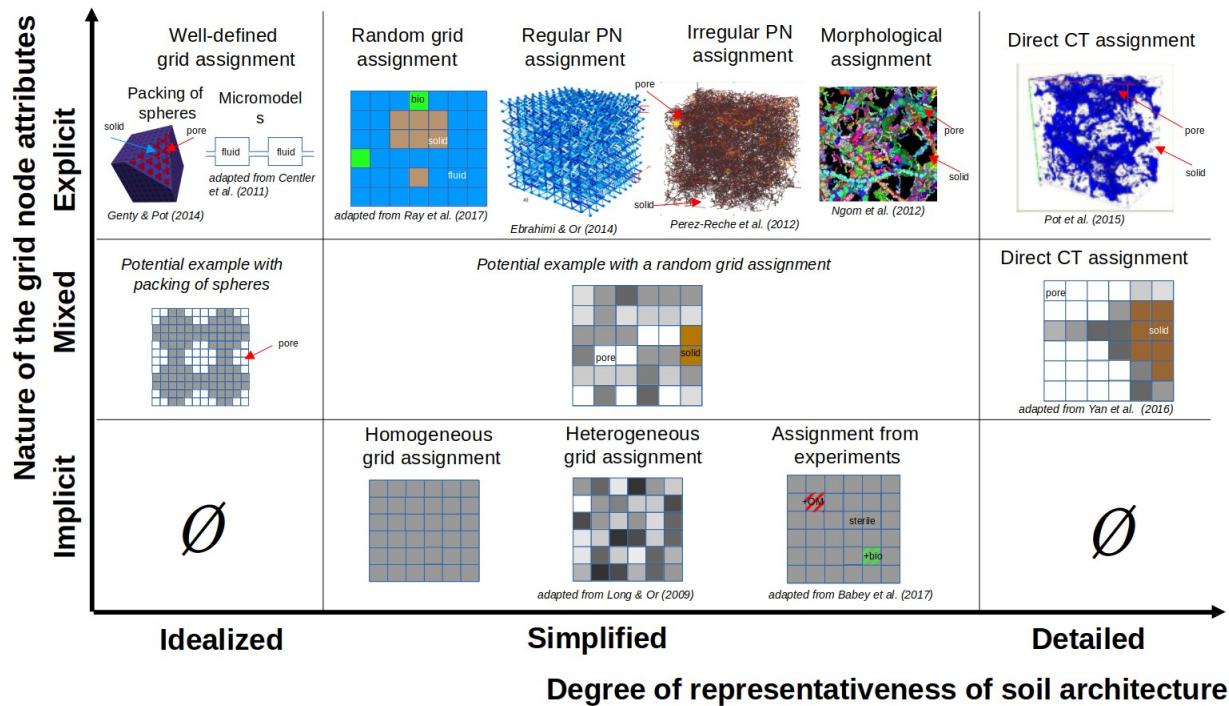 Nature of the grid node attributes
Explicit
Mixed
Implicit
Well-defined
grid assignment
Packing of
spheres
Micromodel
s
solid
pore
fluid
fluid
adapted from Centler
et al. (2011)
Genty & Pot (2014)
Random grid
assignment
bio
solid
fluid
adapted from Ray et al. (2017)
Regular PN
assignment
Ebrahimi & Or (2014)
Irregular PN
assignment
pore
solid
Perez-Reche et al. (2012)
Morphological
assignment
pore
solid
Ngom et al. (2012)
Direct CT assignment
pore
solid
Pot et al. (2015)
Potential example with
packing of spheres
pore
Potential example with a random grid assignment
pore
solid
Direct CT assignment
pore
solid
adapted from Yan et al. (2016)
Ø
Homogeneous
grid assignment
Heterogeneous
grid assignment
adapted from Long & Or (2009)
Assignment from
experiments
+OM
sterile
+bio
adapted from Babey et al. (2017)
Ø
Idealized
Simplified
Detailed
Degree of representativeness of soil architecture